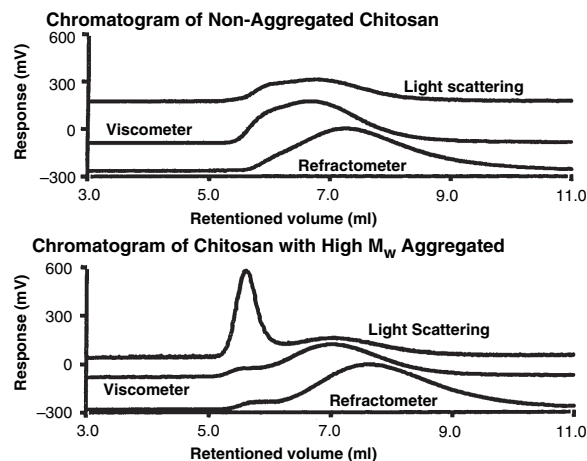 Chromatogram of Non-Aggregated Chitosan
600
300
0
–300
Response (mV)
Light scattering
Viscometer
Refractometer
3.0 5.0 7.0 9.0 11.0
Retentioned volume (ml)
Chromatogram of Chitosan with High MW Aggregated
600
300
0
–300
Response (mV)
Light Scattering
Viscometer
Refractometer
3.0 5.0 7.0 9.0 11.0
Retentioned volume (ml)